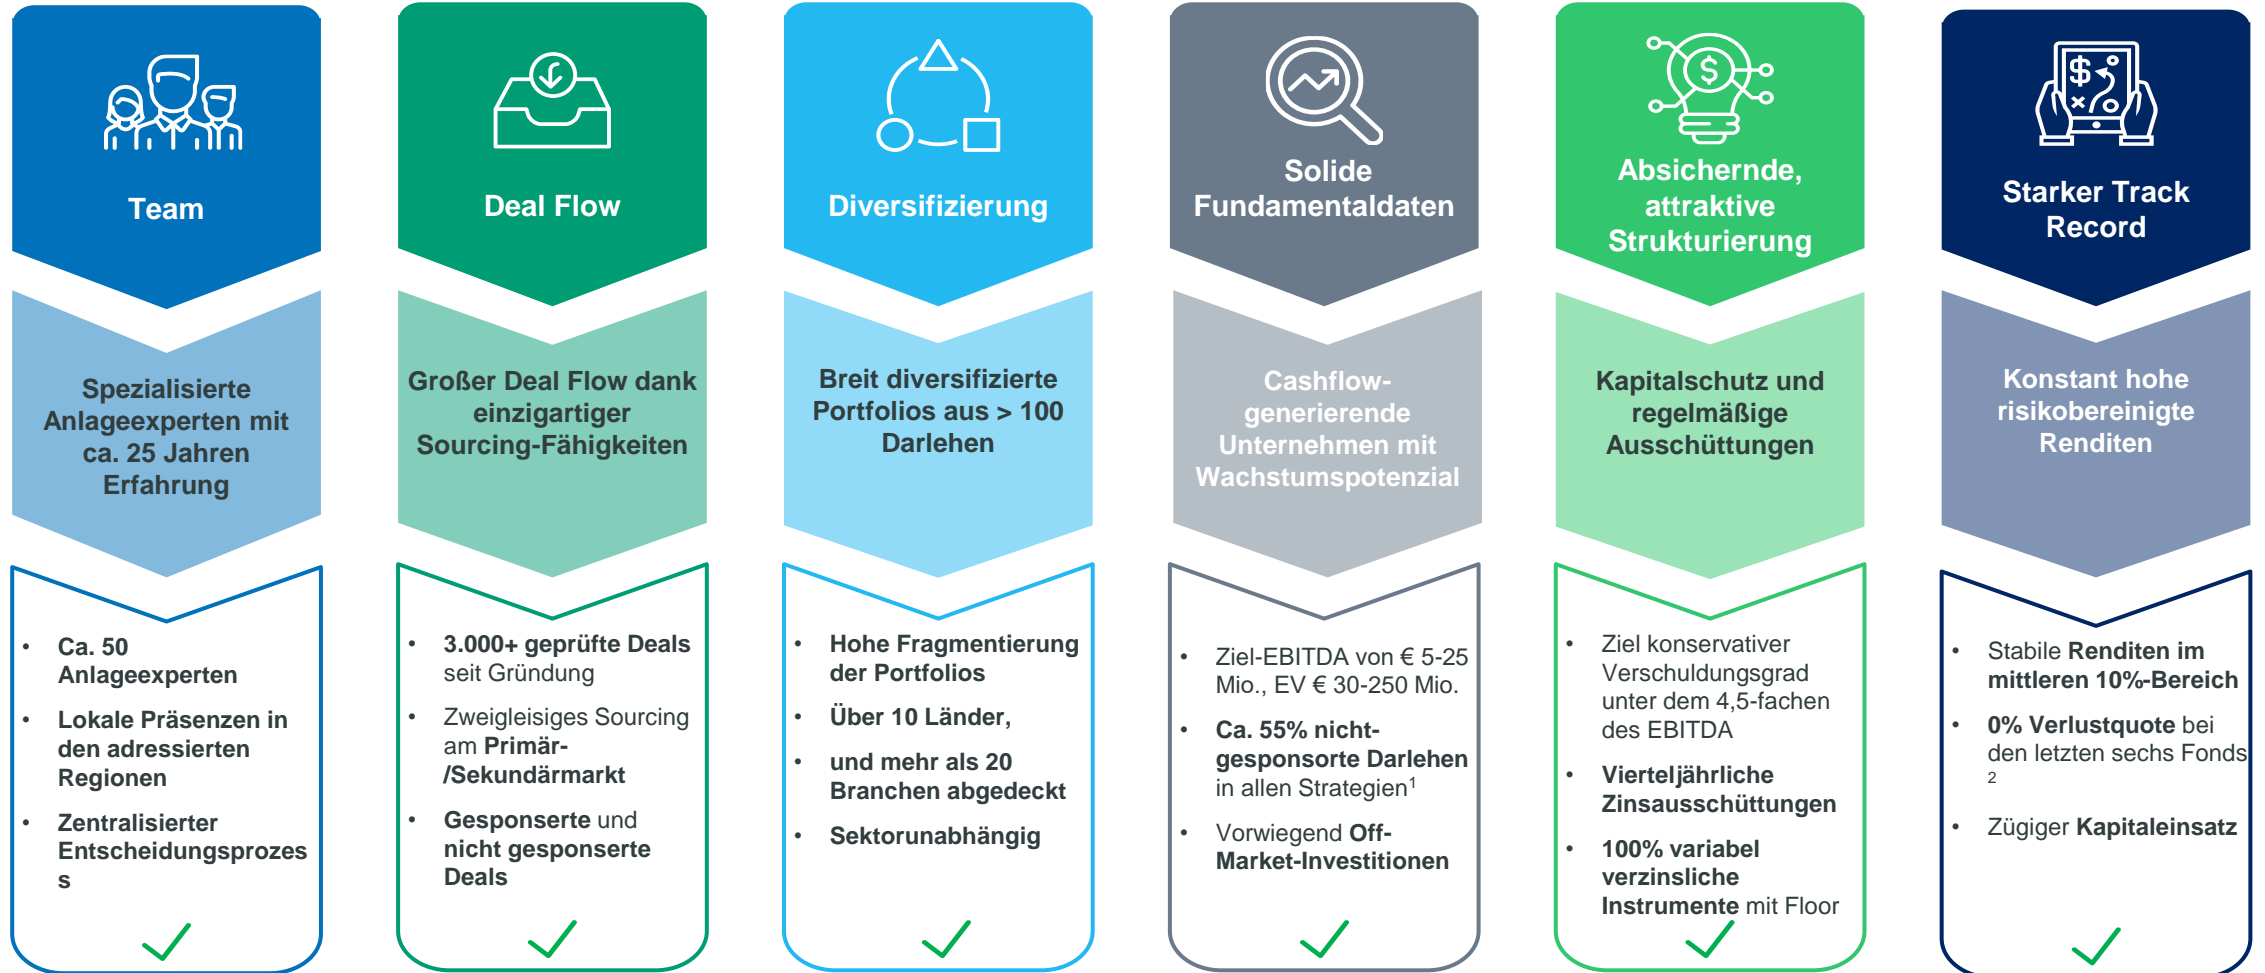 Team
Spezialisierte
Anlageexperten mit
ca. 25 Jahren
Erfahrung
• Ca. 50
Anlageexperten
• Lokale Präsenzen in
den adressierten
Regionen
• Zentralisierter
Entscheidungsprozes
s
Deal Flow
Großer Deal Flow dank
einzigartiger
Sourcing-Fähigkeiten
• 3.000+ geprüfte Deals
seit Gründung
• Zweigleisiges Sourcing
am Primär-
/Sekundärmarkt
• Gesponserte und
nicht gesponserte
Deals
Diversifizierung
Breit diversifizierte
Portfolios aus > 100
Darlehen
• Hohe Fragmentierung
der Portfolios
• Über 10 Länder,
• und mehr als 20
Branchen abgedeckt
• Sektorunabhängig
Solide
Fundamentaldaten
Cashflow-
generierende
Unternehmen mit
Wachstumspotenzial
• Ziel-EBITDA von € 5-25
Mio., EV € 30-250 Mio.
• Ca. 55% nicht-
gesponsorte Darlehen
in allen Strategien¹
• Vorwiegend Off-
Market-Investitionen
Absichernde,
attraktive
Strukturierung
Kapitalschutz und
regelmäßige
Ausschüttungen
• Ziel konservativer
Verschuldungsgrad
unter dem 4,5-fachen
des EBITDA
• Vierteljährliche
Zinsausschüttungen
• 100% variabel
verzinsliche
Instrumente mit Floor
Starker Track
Record
Konstant hohe
risikobereinigte
Renditen
• Stabile Renditen im
mittleren 10%-Bereich
• 0% Verlustquote bei
den letzten sechs Fonds
2
• Zügiger Kapitaleinsatz